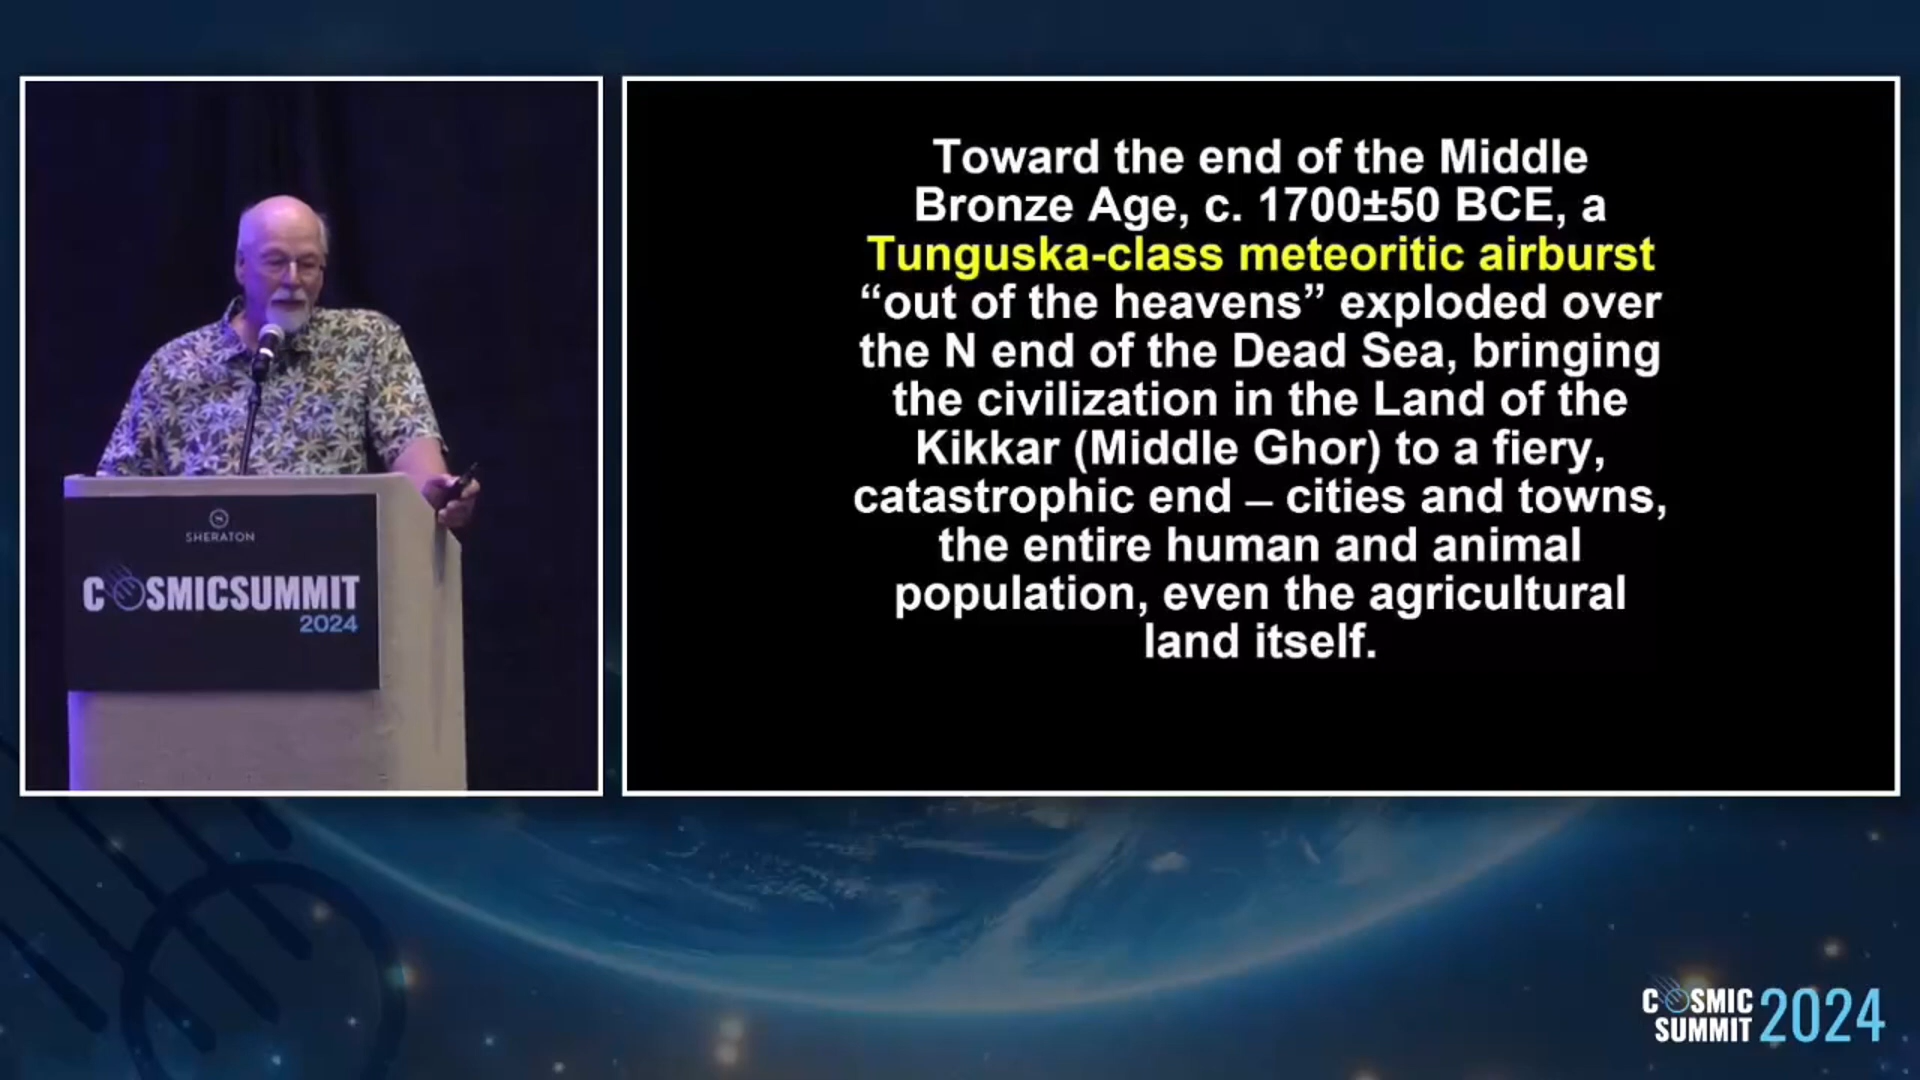 Toward the end of the Middle
Bronze Age, c. 1700±50 BCE, a
Tunguska-class meteoritic airburst
“out of the heavens” exploded over
the N end of the Dead Sea, bringing
the civilization in the Land of the
Kikkar (Middle Ghor) to a fiery,
catastrophic end – cities and towns,
the entire human and animal
population, even the agricultural
land itself.
SHERATON
COSMICSUMMIT
2024
COSMIC
SUMMIT 2024